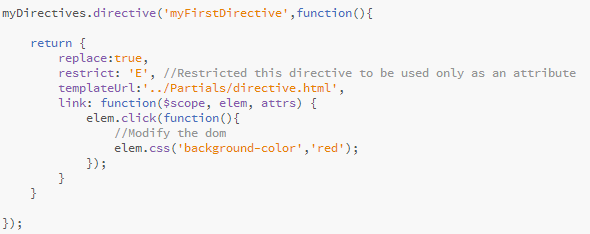 myDirectives.directive('myFirstDirective',function(){
return {
replace:true,
restrict: 'E', //Restricted this directive to be used only as an attribute
templateUrl:'../Partials/directive.html',
link: function($scope, elem, attrs) {
elem.click(function(){
//Modify the dom
elem.css('background-color','red');
});
}
}
});